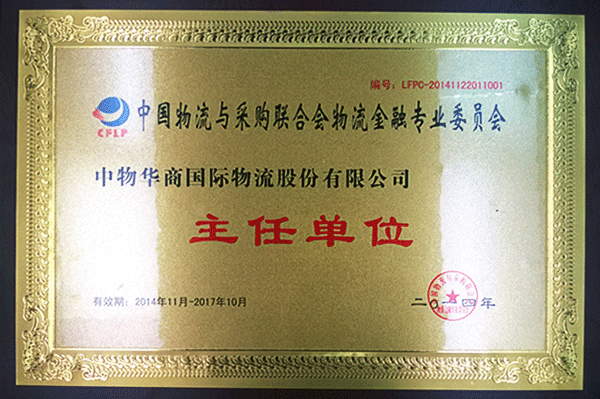 编号：LFPC-20141122011001
CFLP
中国物流与采购联合会物流金融专业委员会
中物华商国际物流股份有限公司
主任单位
有效期：2014年11月-2017年10月
二〇一四年